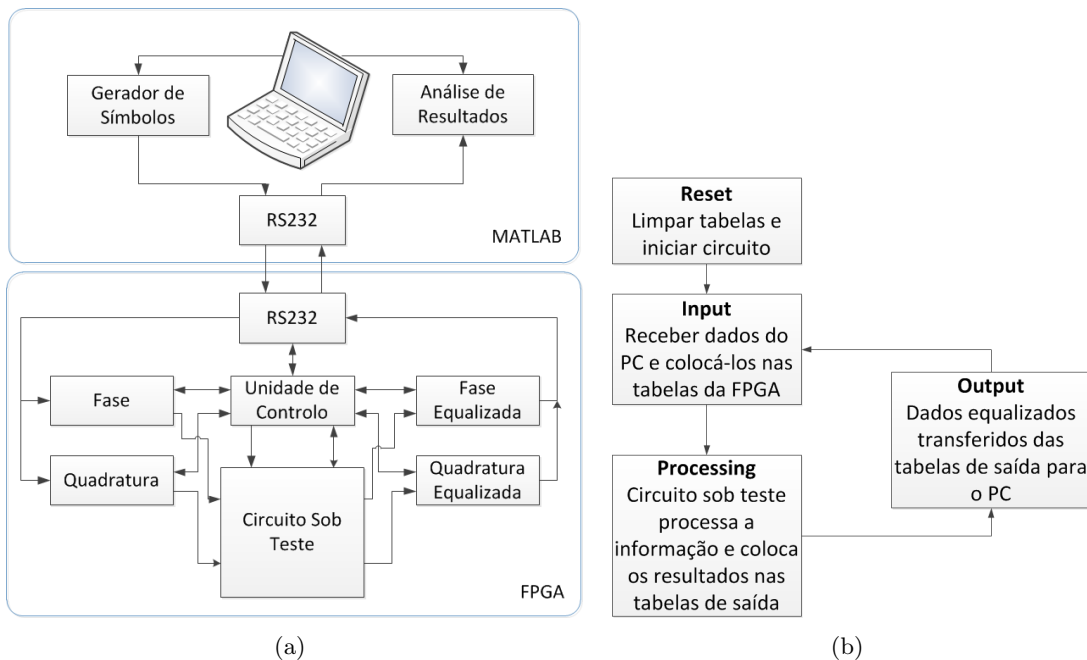 Gerador de
Símbolos
Análise de
Resultados
RS232
MATLAB
RS232
Fase
Unidade de
Controlo
Fase
Equalizada
Quadratura
Circuito Sob
Teste
Quadratura
Equalizada
FPGA
(a)
Reset
Limpar tabelas e
iniciar circuito
Input
Receber dados do
PC e colocá-los nas
tabelas da FPGA
Processing
Circuito sob teste
processa a
informação e coloca
os resultados nas
tabelas de saída
Output
Dados equalizados
transferidos das
tabelas de saída para
o PC
(b)